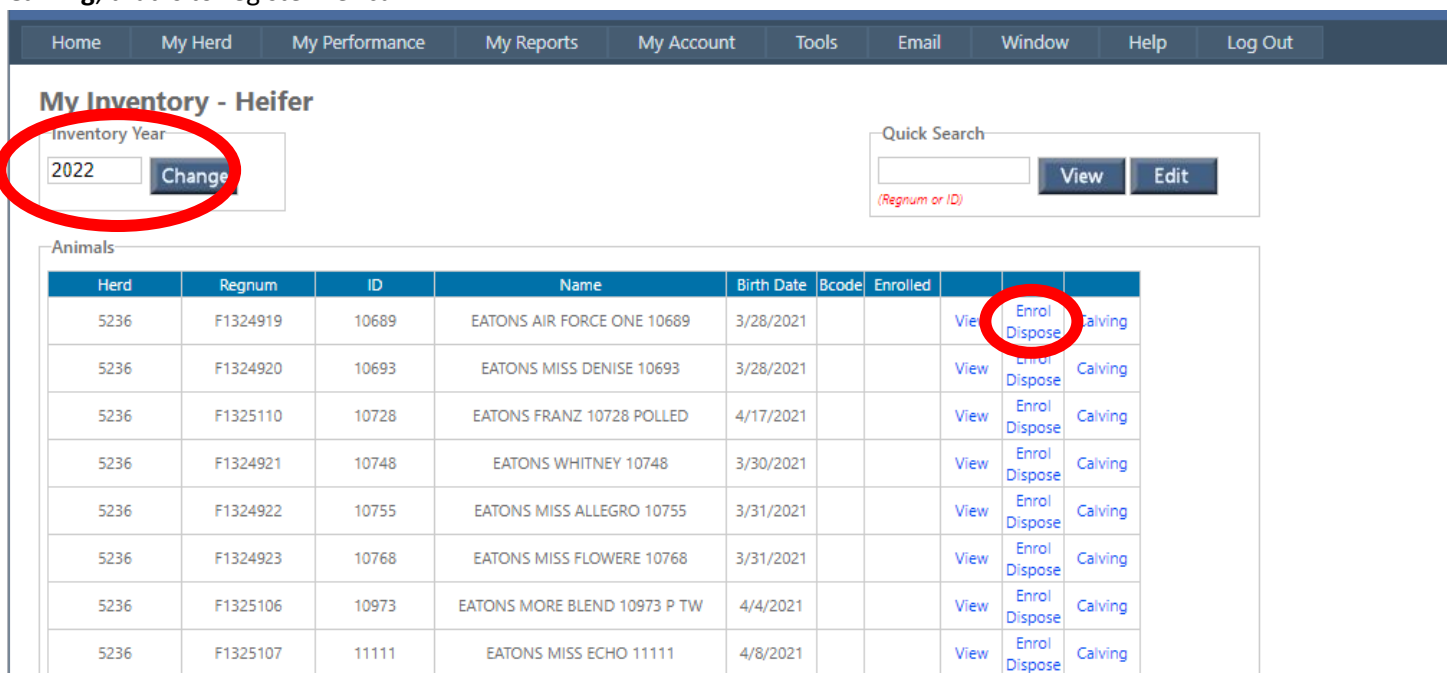 Home My Herd My Performance My Reports My Account Tools Email Window Help Log Out
My Inventory - Heifer
Inventory Year
2022 Change
Quick Search
View Edit
(Regnum or ID)
Animals
Herd Regnum ID Name Birth Date Bcode Enrolled
5236 F1324919 10689 EATONS AIR FORCE ONE 10689 3/28/2021 View Enrol Dispose Calving
5236 F1324920 10693 EATONS MISS DENISE 10693 3/28/2021 View Enrol Dispose Calving
5236 F1325110 10728 EATONS FRANZ 10728 POLLED 4/17/2021 View Enrol Dispose Calving
5236 F1324921 10748 EATONS WHITNEY 10748 3/30/2021 View Enrol Dispose Calving
5236 F1324922 10755 EATONS MISS ALLEGRO 10755 3/31/2021 View Enrol Dispose Calving
5236 F1324923 10768 EATONS MISS FLOWERE 10768 3/31/2021 View Enrol Dispose Calving
5236 F1325106 10973 EATONS MORE BLEND 10973 P TW 4/4/2021 View Enrol Dispose Calving
5236 F1325107 11111 EATONS MISS ECHO 11111 4/8/2021 View Enrol Dispose Calving